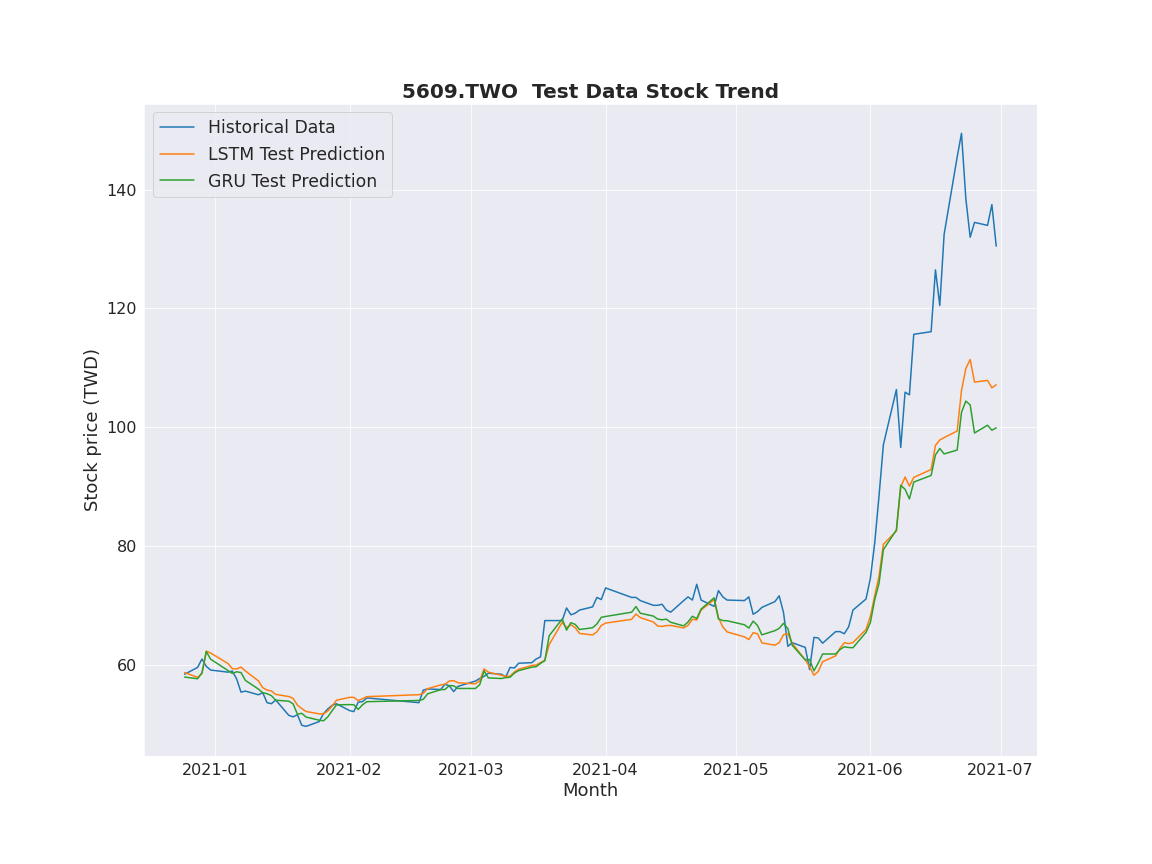 5609.TWO  Test Data Stock Trend
Historical Data
LSTM Test Prediction
GRU Test Prediction
Stock price (TWD)
140
120
100
80
60
2021-01 2021-02 2021-03 2021-04 2021-05 2021-06 2021-07
Month